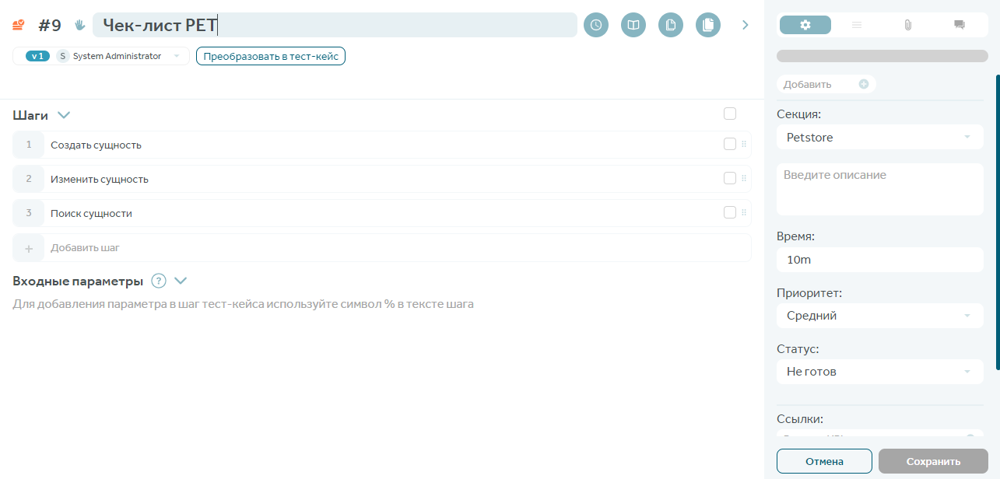 #9 Чек-лист PET
v 1 S System Administrator Преобразовать в тест-кейс
Шаги
1 Создать сущность
2 Изменить сущность
3 Поиск сущности
+ Добавить шаг
Входные параметры ?
Для добавления параметра в шаг тест-кейса используйте символ % в тексте шага
Добавить
Секция:
Petstore
Введите описание
Время:
10m
Приоритет:
Средний
Статус:
Не готов
Ссылки:
Отмена Сохранить